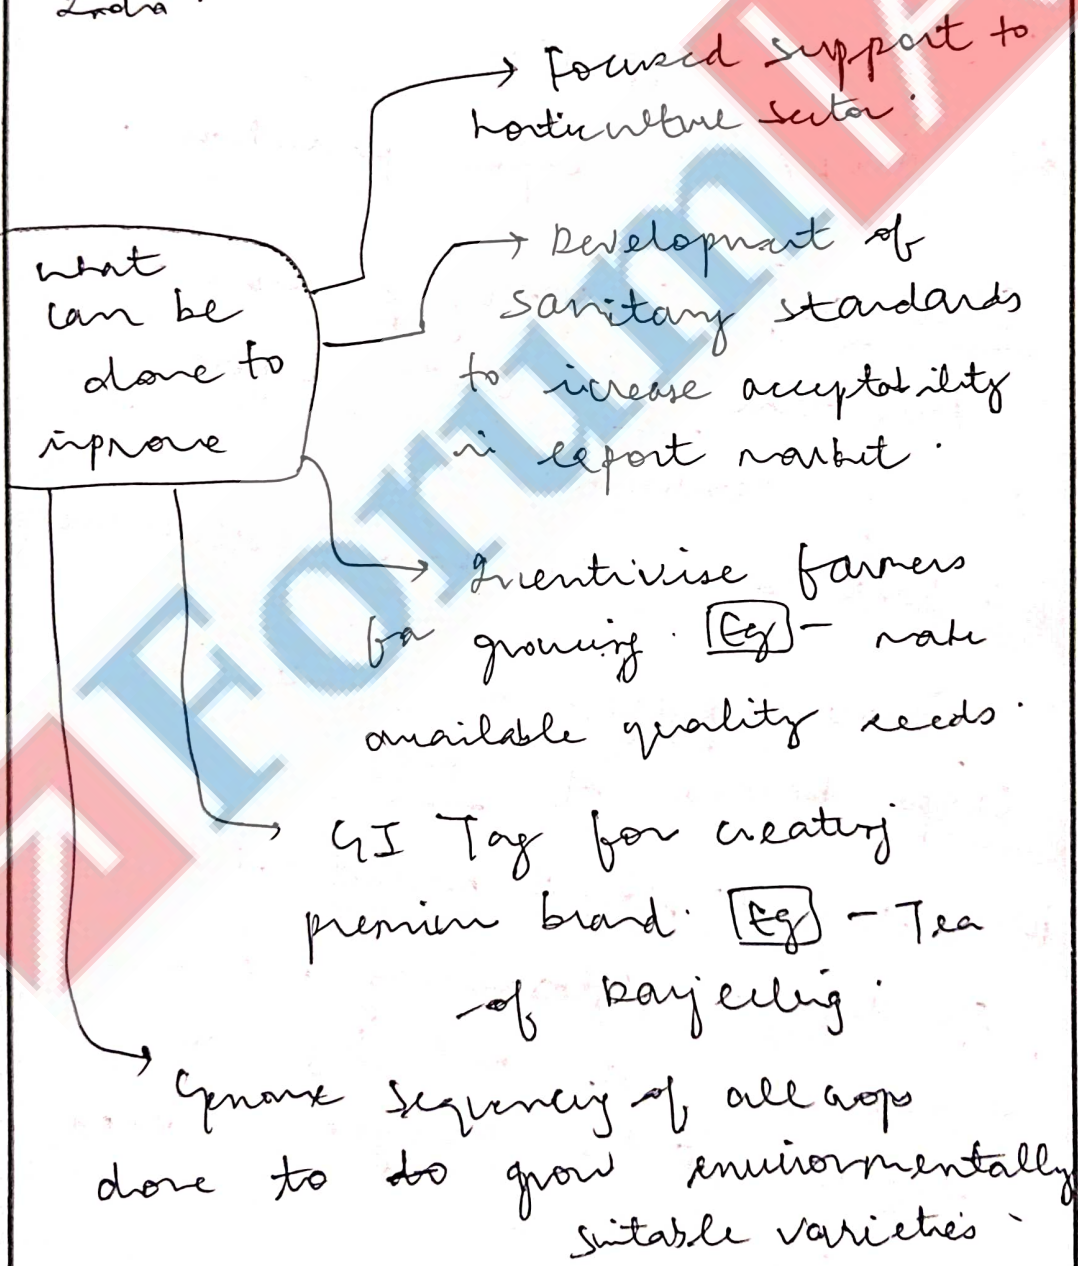 India
Focused support to
horticulture sector.
what
can be
done to
improve
Development of
sanitary standards
to increase acceptability
in export market.
Incentivise farmers
for growing. Eg - make
available quality seeds.
GI Tag for creating
premium brand. Eg - Tea
of Darjeeling.
Genome sequencing of all crops
done to do grow environmentally
suitable varieties.
Forum IAS